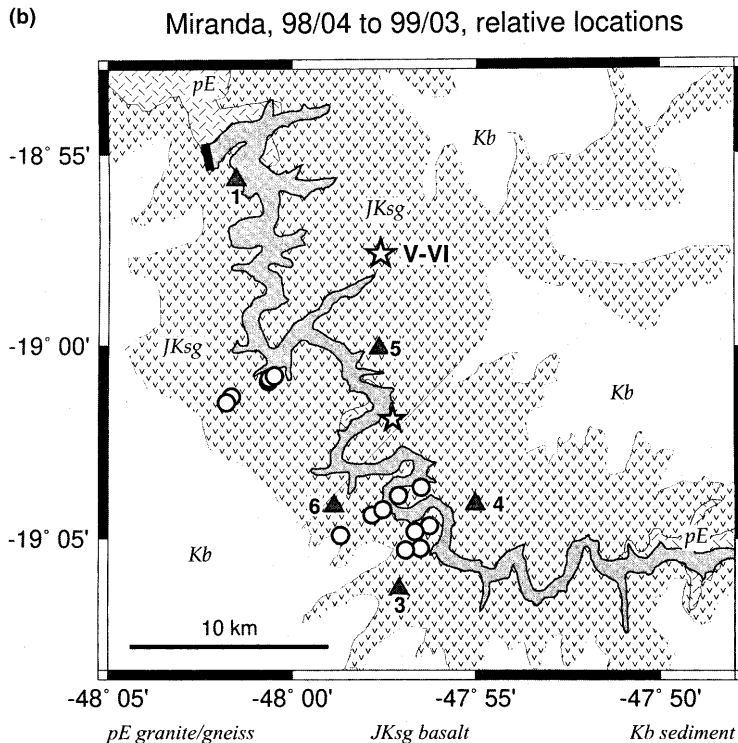 (b)
Miranda, 98/04 to 99/03, relative locations
pE
-18 55'
Kb
1
JKsg
V-VI
-19 00'
5
JKsg
Kb
6
4
-19 05'
pE
Kb
3
10 km
-48 05' -48 00' -47 55' -47 50'
pE granite/gneiss JKsg basalt Kb sediment